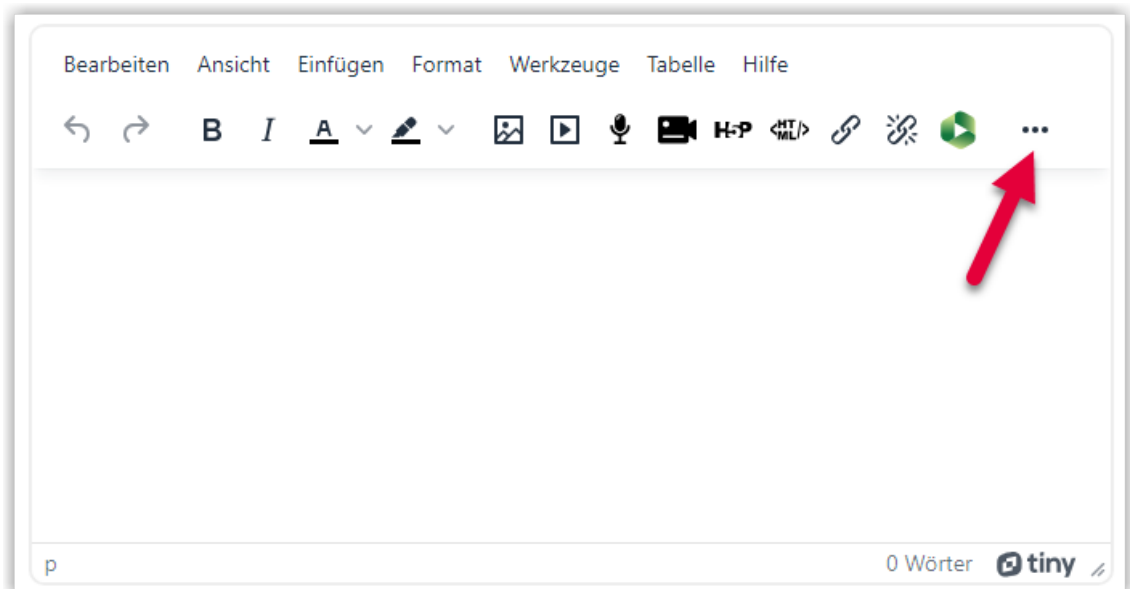 Bearbeiten Ansicht Einfügen Format Werkzeuge Tabelle Hilfe
B I A H5P <HTML/>
p 0 Wörter tiny